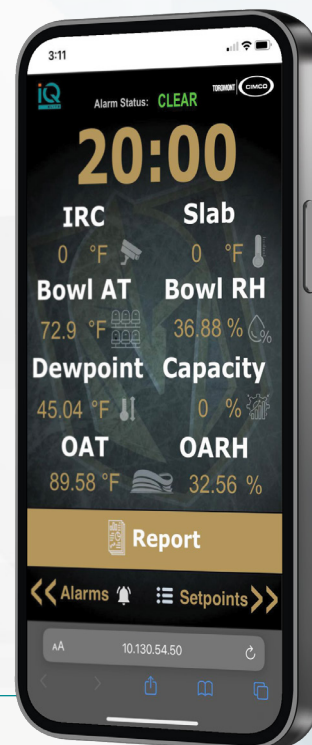 3:11
iQ
Alarm Status: CLEAR
TOROMONT CIMCO
20:00
IRC Slab
0 °F 0 °F
Bowl AT Bowl RH
72.9 °F 36.88 %
Dewpoint Capacity
45.04 °F 0 %
OAT OARH
89.58 °F 32.56 %
Report
<< Alarms Setpoints >>
AA 10.130.54.50